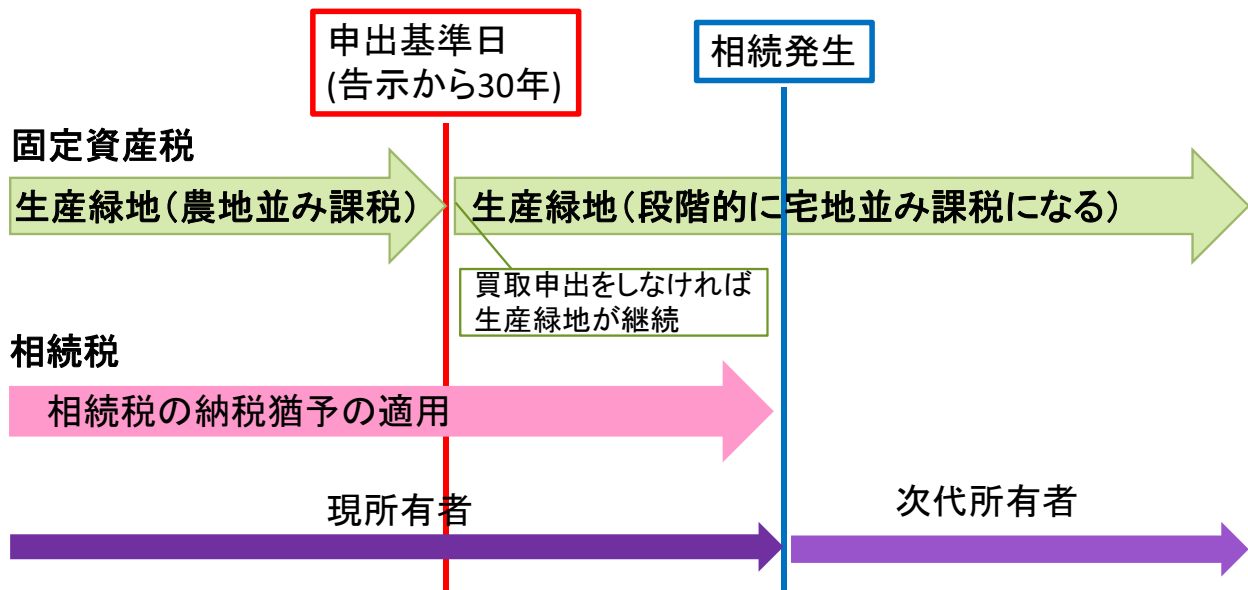 申出基準日
(告示から30年)
相続発生
固定資産税
生産緑地(農地並み課税)
生産緑地(段階的に宅地並み課税になる)
買取申出をしなければ
生産緑地が継続
相続税
相続税の納税猶予の適用
現所有者
次代所有者